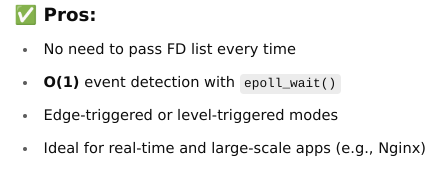 ✅ Pros:
• No need to pass FD list every time
• O(1) event detection with epoll_wait()
• Edge-triggered or level-triggered modes
• Ideal for real-time and large-scale apps (e.g., Nginx)